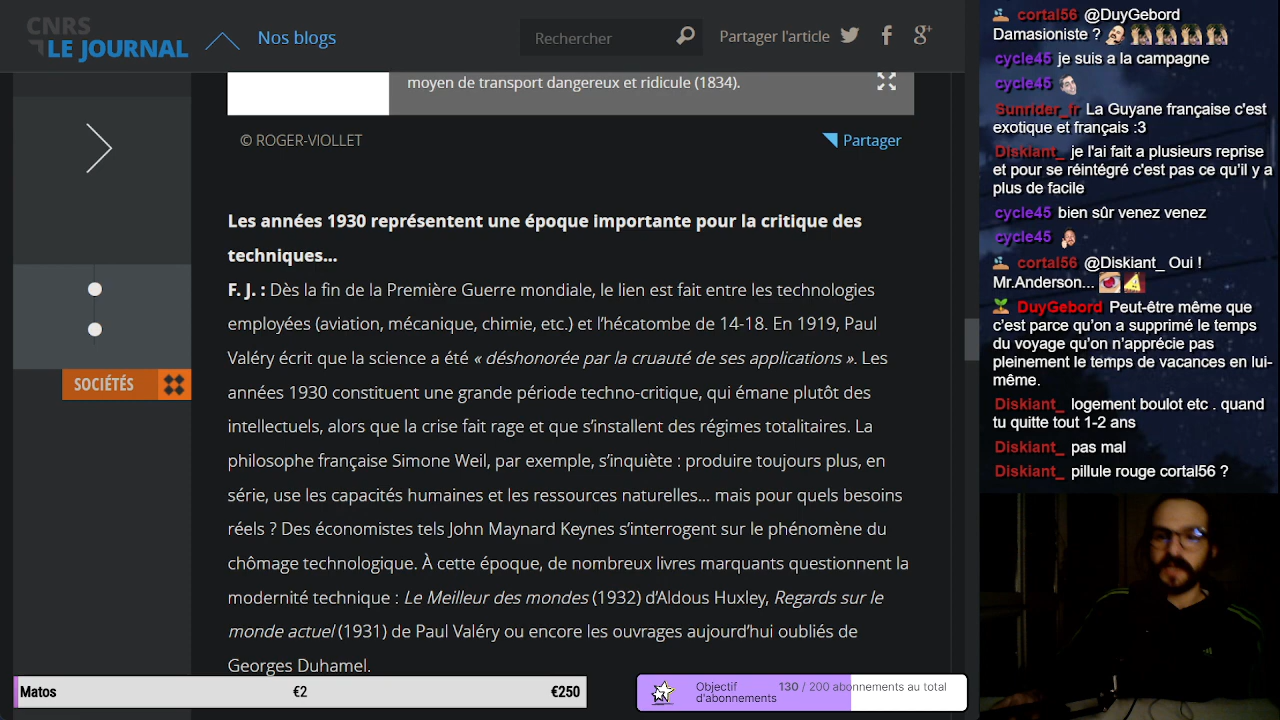 CNRS
LE JOURNAL
Nos blogs
Rechercher
Partager l'article
moyen de transport dangereux et ridicule (1834).
© ROGER-VIOLLET
Partager
SOCIÉTÉS
Les années 1930 représentent une époque importante pour la critique des
techniques...
F. J. : Dès la fin de la Première Guerre mondiale, le lien est fait entre les technologies
employées (aviation, mécanique, chimie, etc.) et l’hécatombe de 14-18. En 1919, Paul
Valéry écrit que la science a été « déshonorée par la cruauté de ses applications ». Les
années 1930 constituent une grande période techno-critique, qui émane plutôt des
intellectuels, alors que la crise fait rage et que s’installent des régimes totalitaires. La
philosophe française Simone Weil, par exemple, s’inquiète : produire toujours plus, en
série, use les capacités humaines et les ressources naturelles... mais pour quels besoins
réels ? Des économistes tels John Maynard Keynes s’interrogent sur le phénomène du
chômage technologique. À cette époque, de nombreux livres marquants questionnent la
modernité technique : Le Meilleur des mondes (1932) d’Aldous Huxley, Regards sur le
monde actuel (1931) de Paul Valéry ou encore les ouvrages aujourd’hui oubliés de
Georges Duhamel.
Matos
€2
€250
Objectif
d'abonnements
130 / 200 abonnements au total
cortal56 @DuyGebord
Damasioniste ?
cycle45 je suis a la campagne
cycle45
Sunrider_fr La Guyane française c'est
exotique et français :3
Diskiant_ je l'ai fait a plusieurs reprise
et pour se réintégré c'est pas ce qu'il y a
plus de facile
cycle45 bien sûr venez venez
cycle45
cortal56 @Diskiant_ Oui !
Mr.Anderson...
DuyGebord Peut-être même que
c’est parce qu’on a supprimé le temps
du voyage qu’on n’apprécie pas
pleinement le temps de vacances en lui-
même.
Diskiant_ logement boulot etc . quand
tu quitte tout 1-2 ans
Diskiant_ pas mal
Diskiant_ pillule rouge cortal56 ?